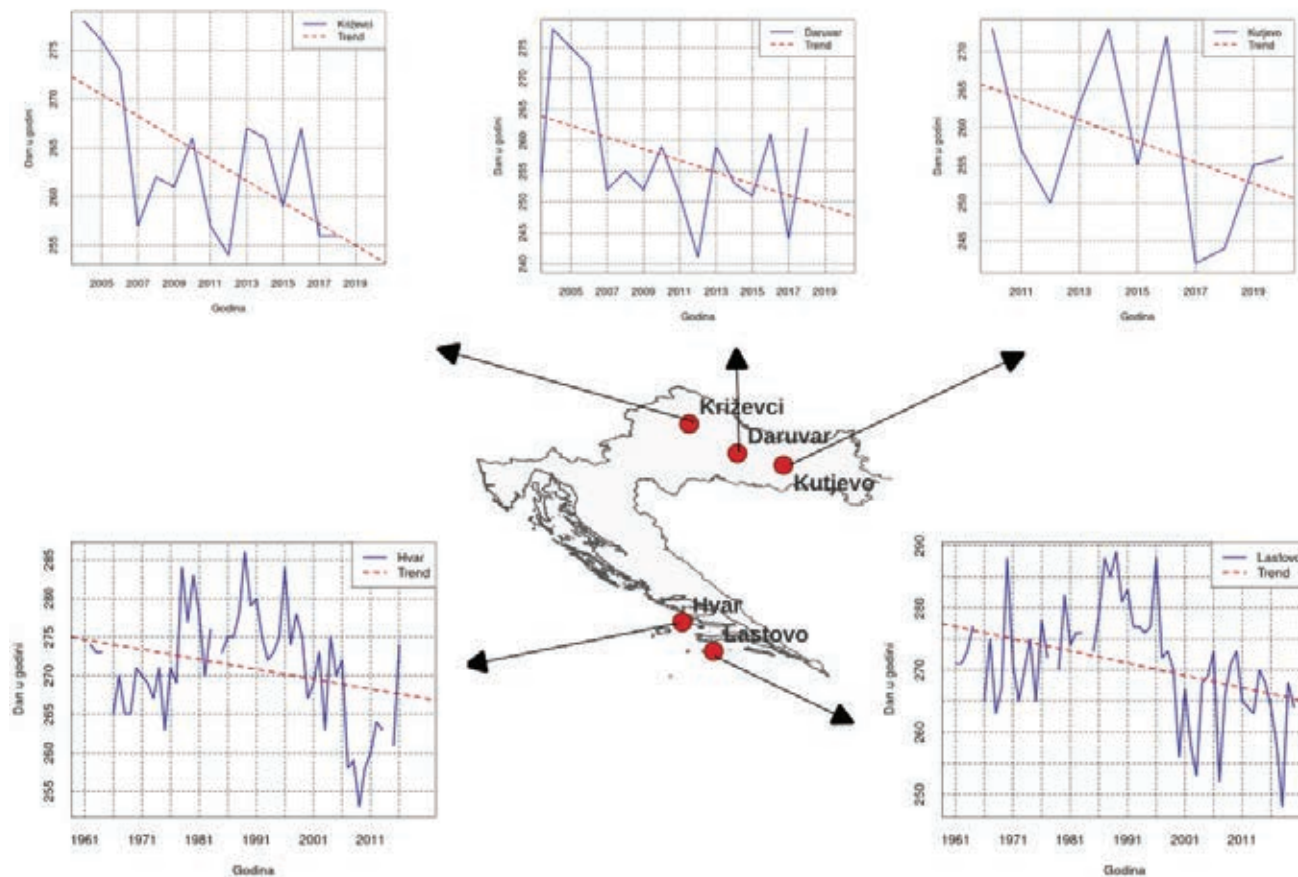 Križevci
Trend
Dan u godini
275
270
265
260
255
2005 2007 2009 2011 2013 2015 2017 2019
Godina
Daruvar
Trend
Dan u godini
275
270
265
260
255
250
245
240
2005 2007 2009 2011 2013 2015 2017 2019
Godina
Kutjevo
Trend
Dan u godini
270
265
260
255
250
245
2011 2013 2015 2017 2019
Godina
Križevci
Daruvar
Kutjevo
Hvar
Lastovo
Hvar
Trend
Dan u godini
285
280
275
270
265
260
255
1961 1971 1981 1991 2001 2011
Godina
Lastovo
Trend
Dan u godini
290
280
270
260
250
1961 1971 1981 1991 2001 2011
Godina